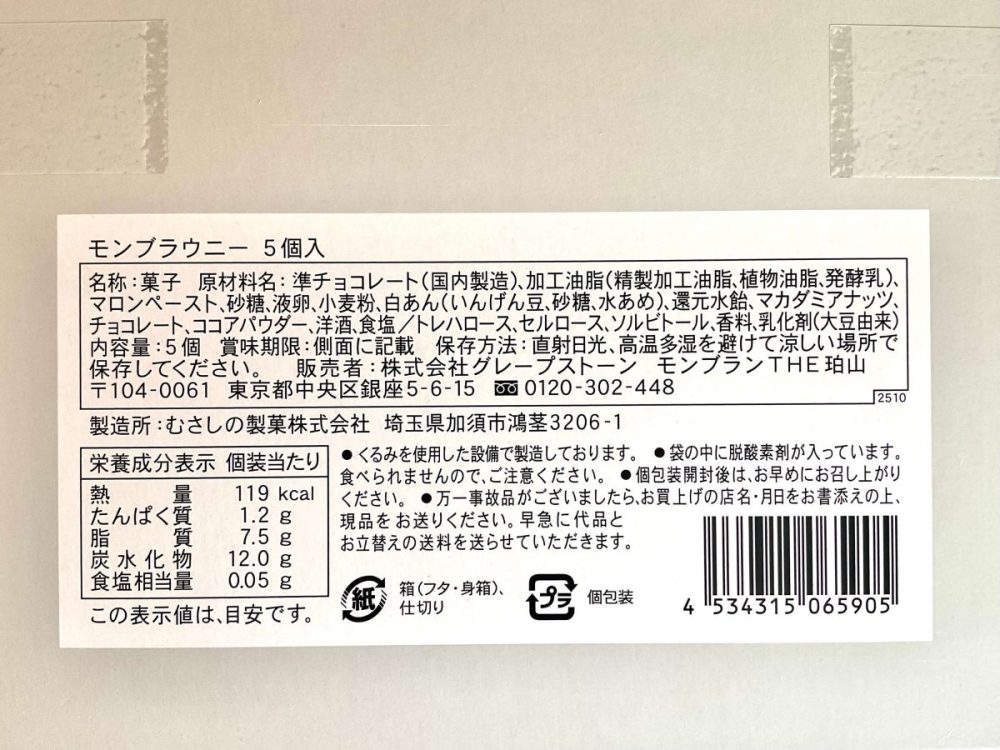 モンブラウニー 5個入
名称:菓子 原材料名:準チョコレート(国内製造)、加工油脂(精製加工油脂、植物油脂、発酵乳)、
マロンペースト、砂糖、液卵、小麦粉、白あん(いんげん豆、砂糖、水あめ)、還元水飴、マカダミアナッツ、
チョコレート、ココアパウダー、洋酒、食塩/トレハロース、セルロース、ソルビトール、香料、乳化剤(大豆由来)
内容量:5個 賞味期限:側面に記載 保存方法:直射日光、高温多湿を避けて涼しい場所で
保存してください。 販売者:株式会社グレープストーン モンブランTHE珀山
〒104-0061 東京都中央区銀座5-6-15 0120-302-448
2510
製造所:むさしの製菓株式会社 埼玉県加須市鴻茎3206-1
栄養成分表示 個装当たり
熱量 119 kcal
たんぱく質 1.2 g
脂質 7.5 g
炭水化物 12.0 g
食塩相当量 0.05 g
この表示値は、目安です。
●くるみを使用した設備で製造しております。 ●袋の中に脱酸素剤が入っています。
食べられませんので、ご注意ください。 ●個包装開封後は、お早めにお召し上がり
ください。 ●万一事故品がございましたら、お買上げの店名・月日をお書添えの上、
現品をお送りください。早急に代品と
お立替えの送料を送らせていただきます。
紙 箱(フタ・身箱)、
仕切り
プラ 個包装
4 534315 065905